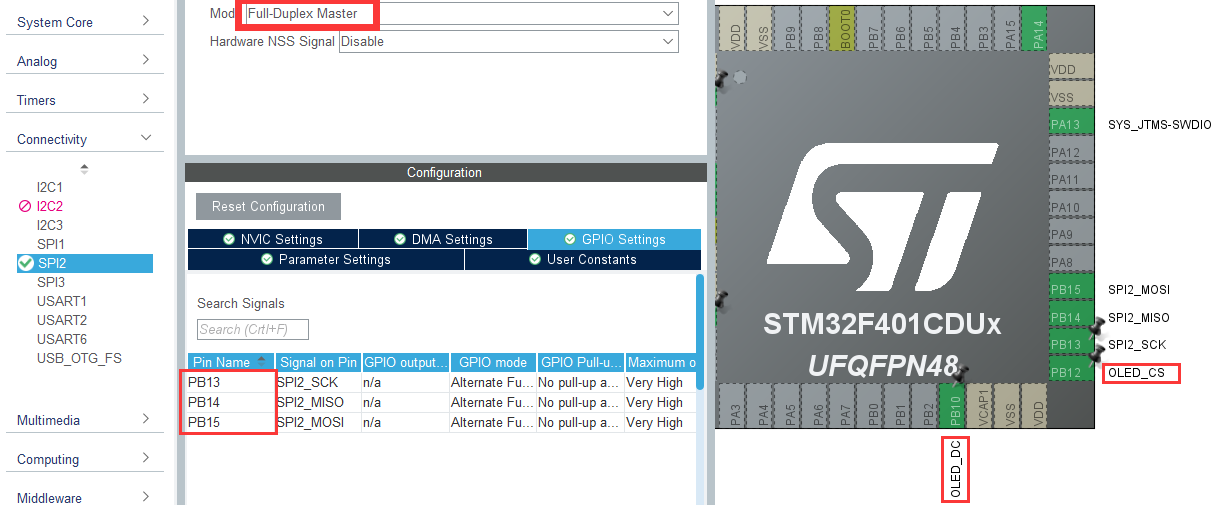 System Core
Analog
Timers
Connectivity
I2C1
I2C2
I2C3
SPI1
SPI2
SPI3
USART1
USART2
USART6
USB_OTG_FS
Multimedia
Computing
Middleware
Mod Full-Duplex Master
Hardware NSS Signal Disable
Configuration
Reset Configuration
NVIC Settings DMA Settings GPIO Settings
Parameter Settings User Constants
Search Signals
Search (Crtl+F)
Pin Name Signal on Pin GPIO output... GPIO mode GPIO Pull-u... Maximum o
PB13 SPI2_SCK n/a Alternate Fu... No pull-up a... Very High
PB14 SPI2_MISO n/a Alternate Fu... No pull-up a... Very High
PB15 SPI2_MOSI n/a Alternate Fu... No pull-up a... Very High
VDD VSS PB9 PB8 BOOT0 PB7 PB6 PB5 PB4 PB3 PA15 PA14
VDD
VSS
PA13 SYS_JTMS-SWDIO
PA12
PA11
PA10
PA9
PA8
PB15 SPI2_MOSI
PB14 SPI2_MISO
PB13 SPI2_SCK
PB12 OLED_CS
ST
STM32F401CDUx
UFQFPN48
PA3 PA4 PA5 PA6 PA7 PB0 PB1 PB2 PB10 VCAP1 VSS VDD
OLED_DC